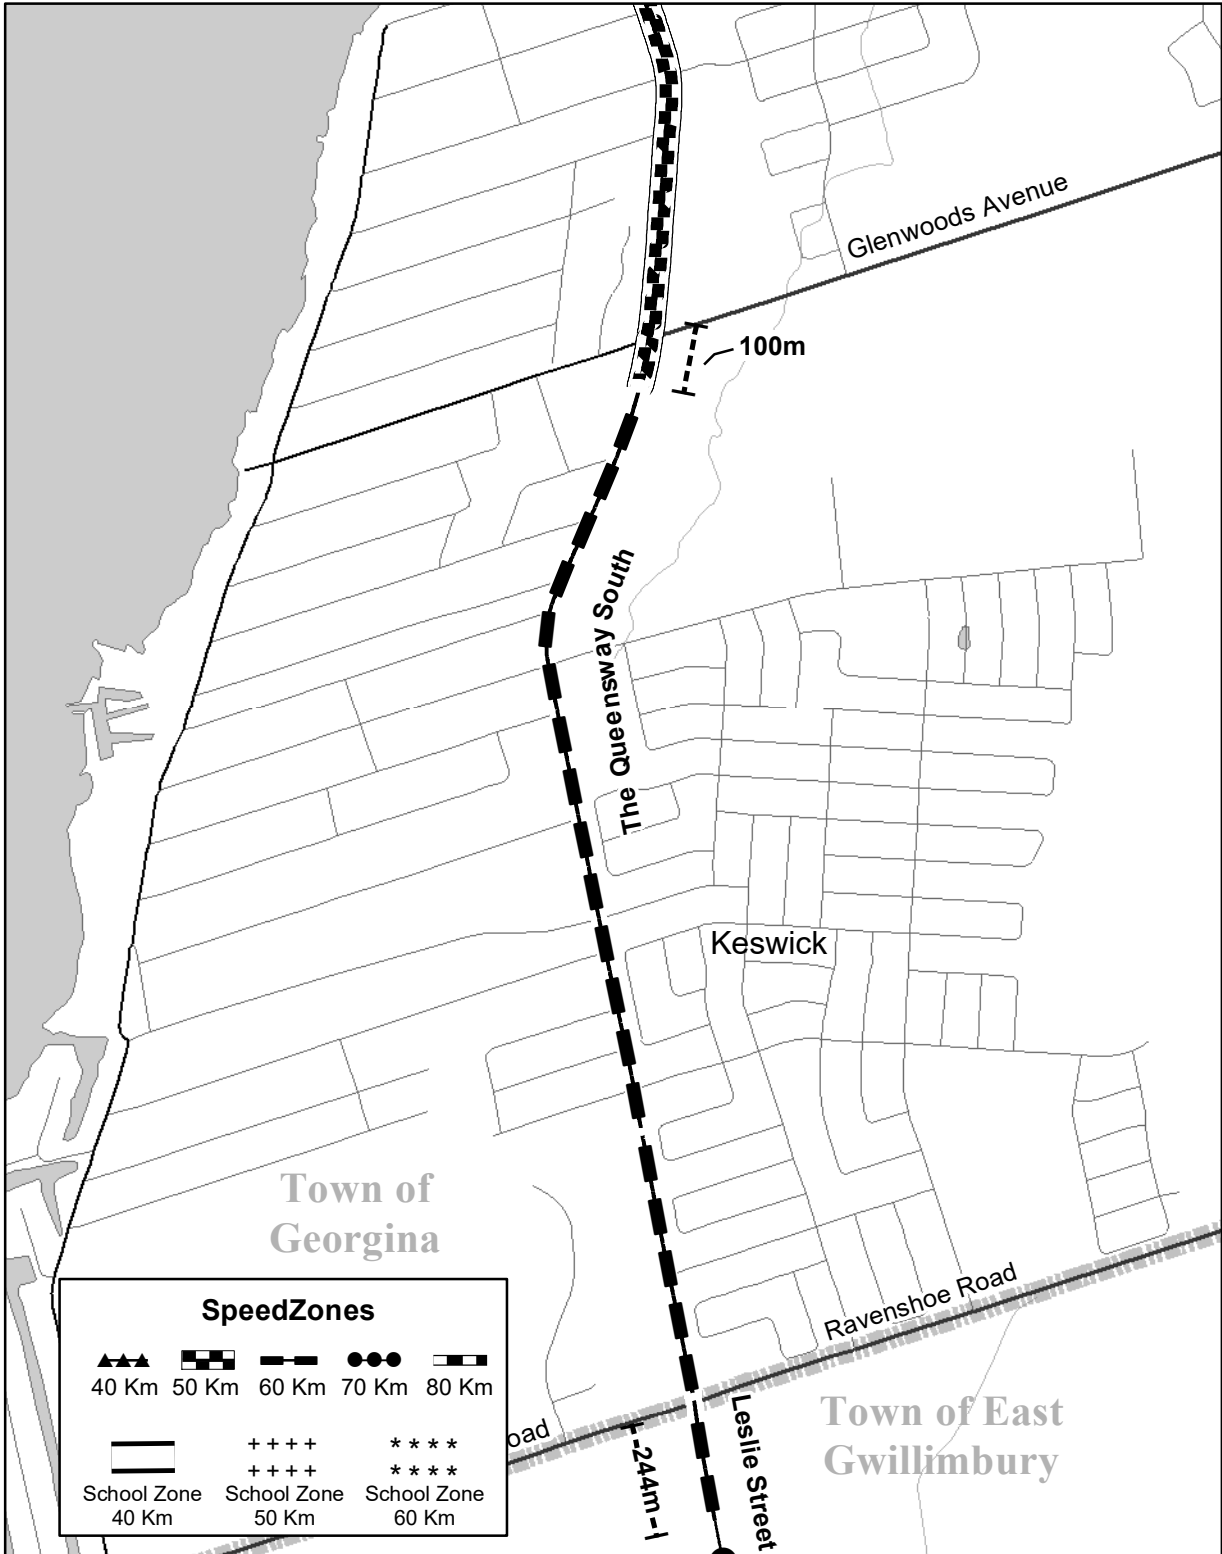 Glenwoods Avenue
100m
The Queensway South
Keswick
Town of
Georgina
Ravenshoe Road
Town of East
Gwillimbury
Leslie Street
244m
oad
SpeedZones
40 Km 50 Km 60 Km 70 Km 80 Km
School Zone School Zone School Zone
40 Km 50 Km 60 Km